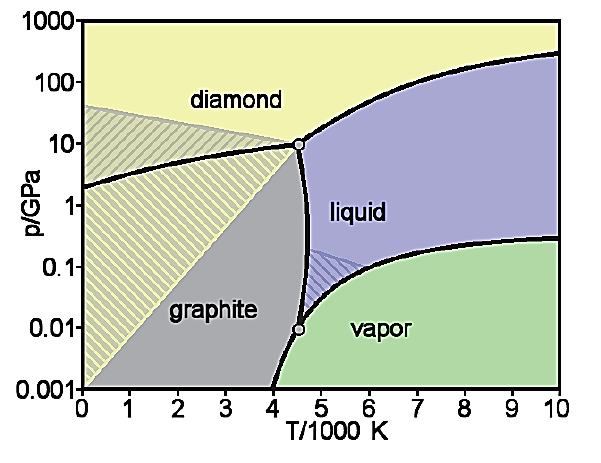 1000
100
10
1
0.1
0.01
0.001
p/GPa
diamond
liquid
graphite
vapor
0 1 2 3 4 5 6 7 8 9 10
T/1000 K